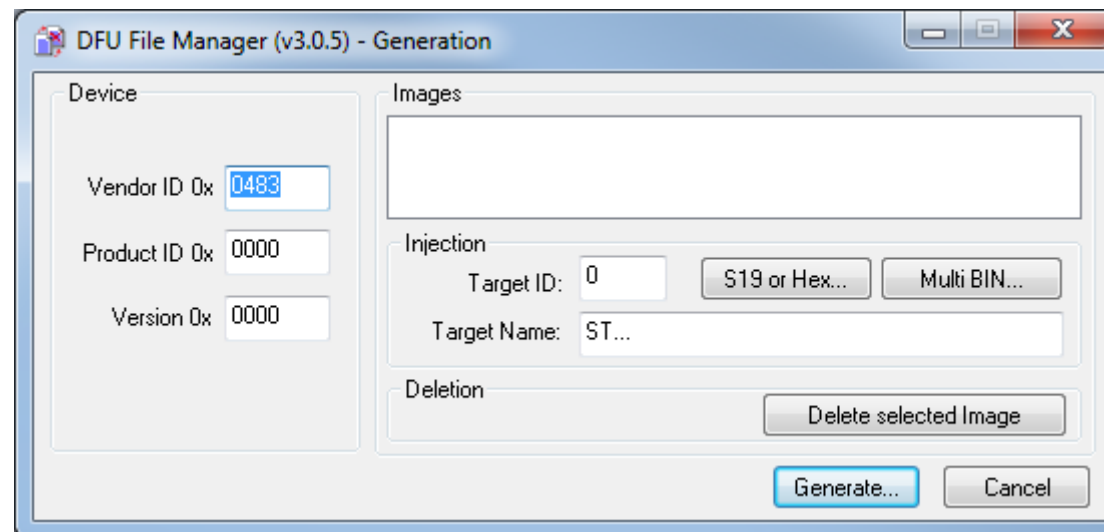 DFU File Manager (v3.0.5) - Generation
Device
Vendor ID 0x 0483
Product ID 0x 0000
Version 0x 0000
Images
Injection
Target ID: 0 S19 or Hex... Multi BIN...
Target Name: ST...
Deletion
Delete selected Image
Generate... Cancel